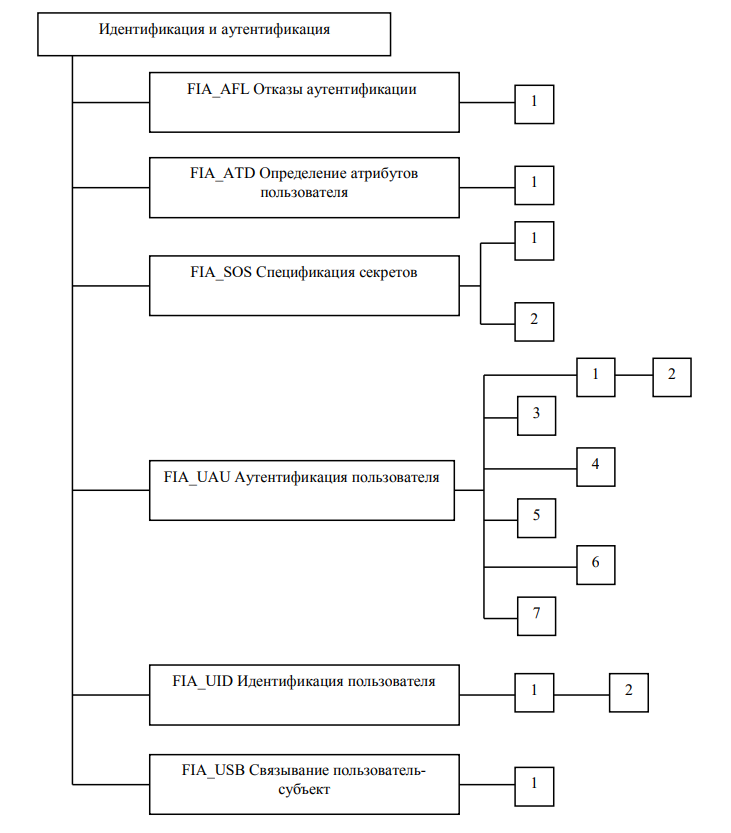 Идентификация и аутентификация
FIA_AFL Отказы аутентификации
1
FIA_ATD Определение атрибутов
пользователя
1
FIA_SOS Спецификация секретов
1
2
FIA_UAU Аутентификация пользователя
1
2
3
4
5
6
7
FIA_UID Идентификация пользователя
1
2
FIA_USB Связывание пользователь-
субъект
1